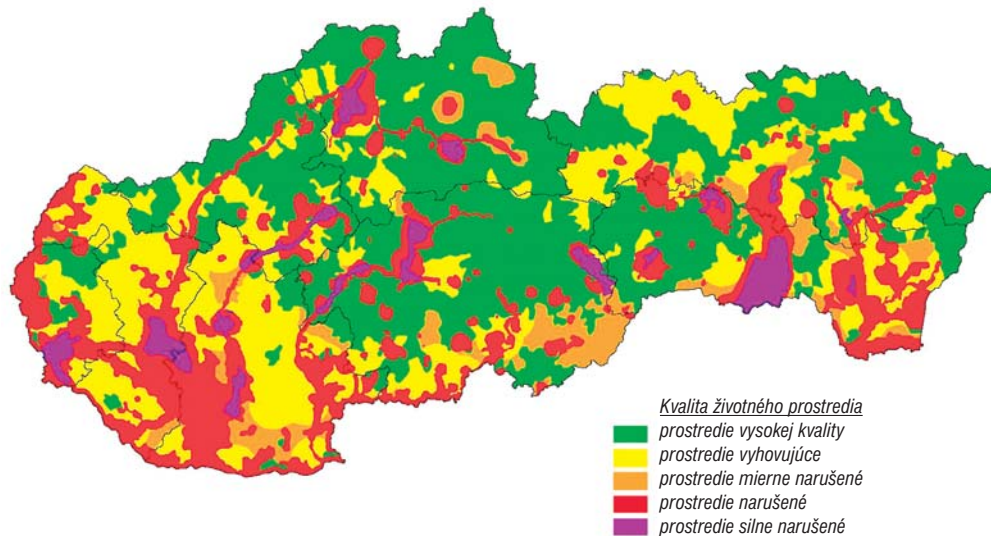 Kvalita životného prostredia
prostredie vysokej kvality
prostredie vyhovujúce
prostredie mierne narušené
prostredie narušené
prostredie silne narušené